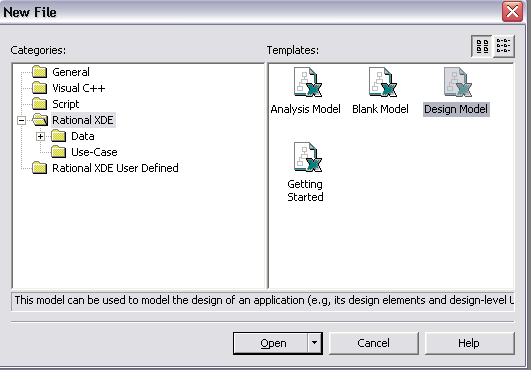 New File
Categories:
Templates:
General
Visual C++
Script
Rational XDE
Data
Use-Case
Rational XDE User Defined
Analysis Model
Blank Model
Design Model
Getting
Started
This model can be used to model the design of an application (e.g, its design elements and design-level U
Open
Cancel
Help